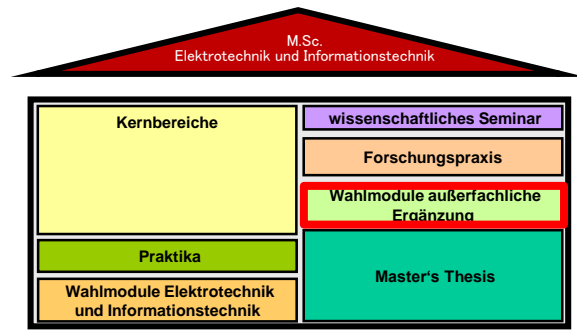 M.Sc.
Elektrotechnik und Informationstechnik
Kernbereiche
Praktika
Wahlmodule Elektrotechnik
und Informationstechnik
wissenschaftliches Seminar
Forschungspraxis
Wahlmodule außerfachliche
Ergänzung
Master‘s Thesis